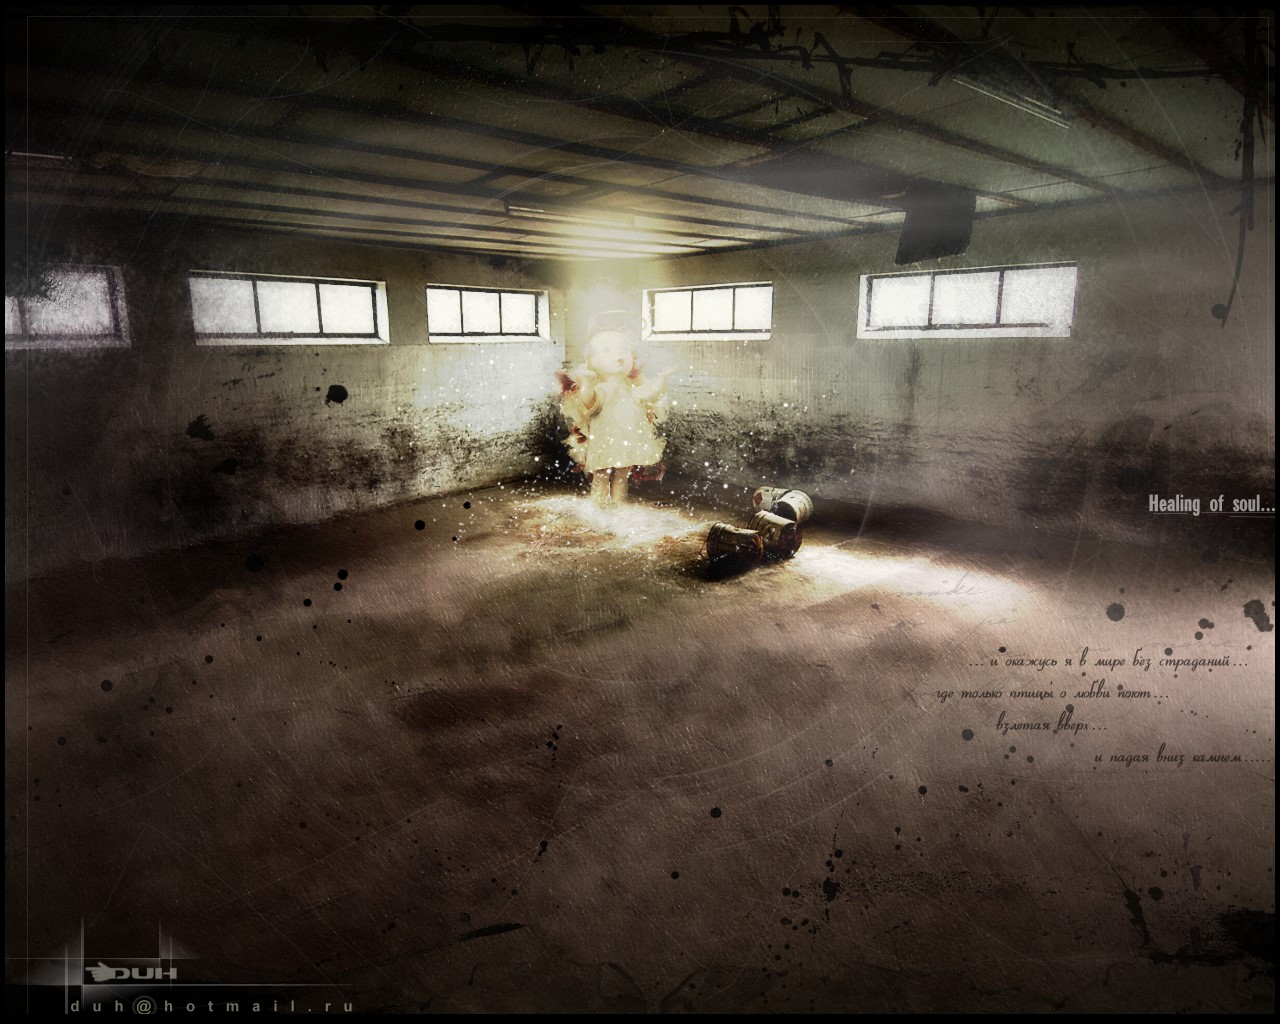 Healing of soul...
... и окажусь я в мире без страданий...
где только птицы о любви поют...
взлетая вверх...
и падая вниз камнем.....
DUH
duh@hotmail.ru